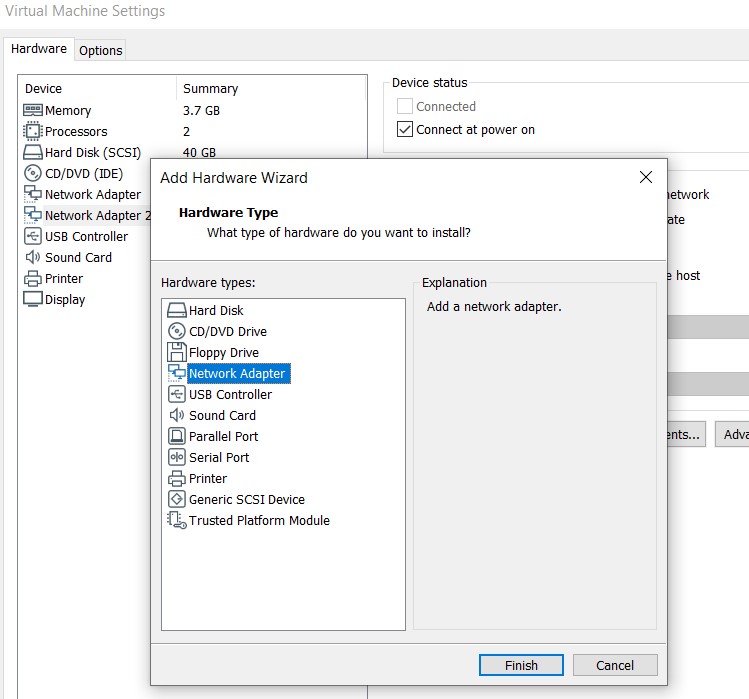 Virtual Machine Settings
Hardware Options
Device Summary
Memory 3.7 GB
Processors 2
Hard Disk (SCSI) 40 GB
CD/DVD (IDE)
Network Adapter
Network Adapter 2
USB Controller
Sound Card
Printer
Display
Device status
Connected
Connect at power on
etwork
ate
e host
ents...
Adva
Add Hardware Wizard
Hardware Type
What type of hardware do you want to install?
Hardware types:
Hard Disk
CD/DVD Drive
Floppy Drive
Network Adapter
USB Controller
Sound Card
Parallel Port
Serial Port
Printer
Generic SCSI Device
Trusted Platform Module
Explanation
Add a network adapter.
Finish Cancel